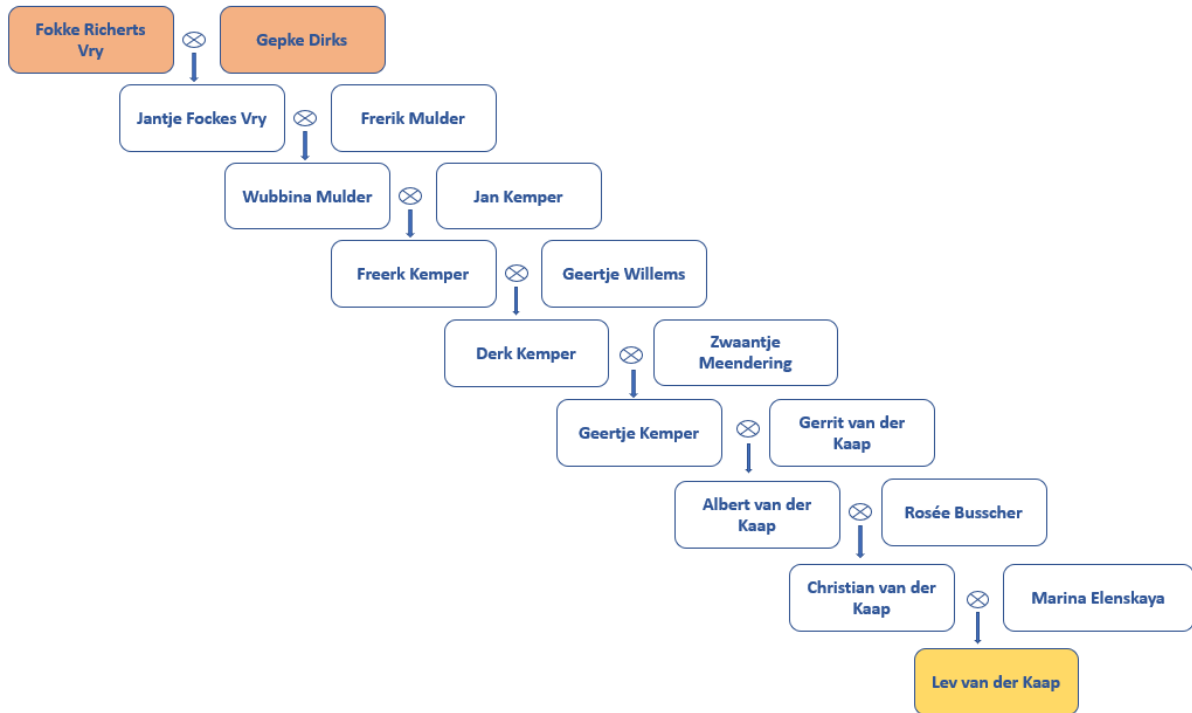 Fokke Richerts
Vry
Gepke Dirks
Jantje Fockes Vry
Frerik Mulder
Wubbina Mulder
Jan Kemper
Freerk Kemper
Geertje Willems
Derk Kemper
Zwaantje
Meendering
Geertje Kemper
Gerrit van der
Kaap
Albert van der
Kaap
Rosée Busscher
Christian van der
Kaap
Marina Elenskaya
Lev van der Kaap